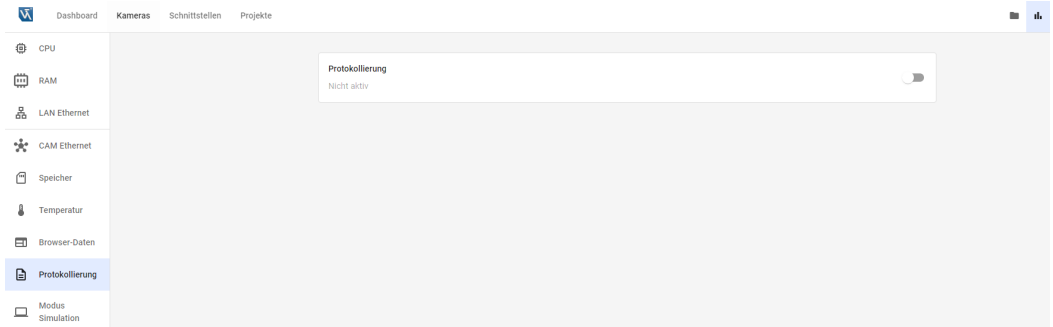 Dashboard Kameras Schnittstellen Projekte
CPU
RAM
LAN Ethernet
CAM Ethernet
Speicher
Temperatur
Browser-Daten
Protokollierung
Modus
Simulation
Protokollierung
Nicht aktiv